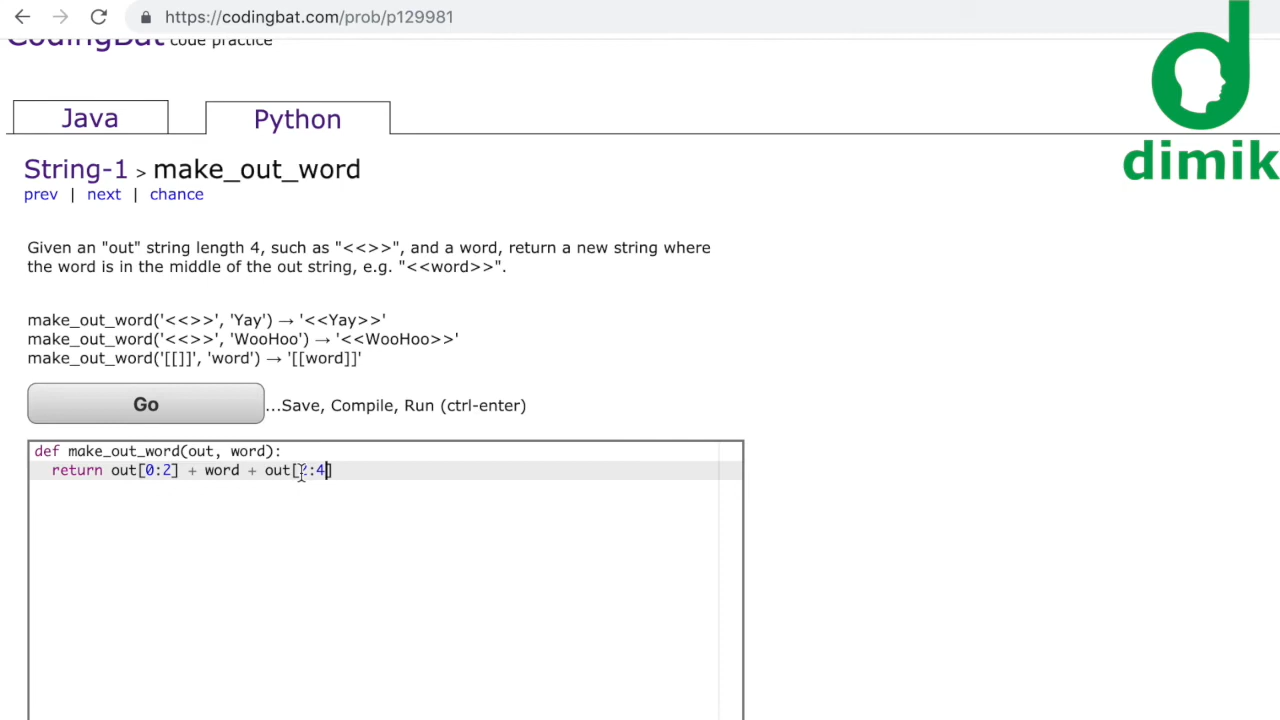 https://codingbat.com/prob/p129981
CodingBat code practice
dimik
Java
Python
String-1 > make_out_word
prev | next | chance
Given an "out" string length 4, such as "<<>>", and a word, return a new string where
the word is in the middle of the out string, e.g. "<<word>>".
make_out_word('<<>>', 'Yay') → '<<Yay>>'
make_out_word('<<>>', 'WooHoo') → '<<WooHoo>>'
make_out_word('[[]]', 'word') → '[[word]]'
Go
...Save, Compile, Run (ctrl-enter)
def make_out_word(out, word):
return out[0:2] + word + out[2:4]